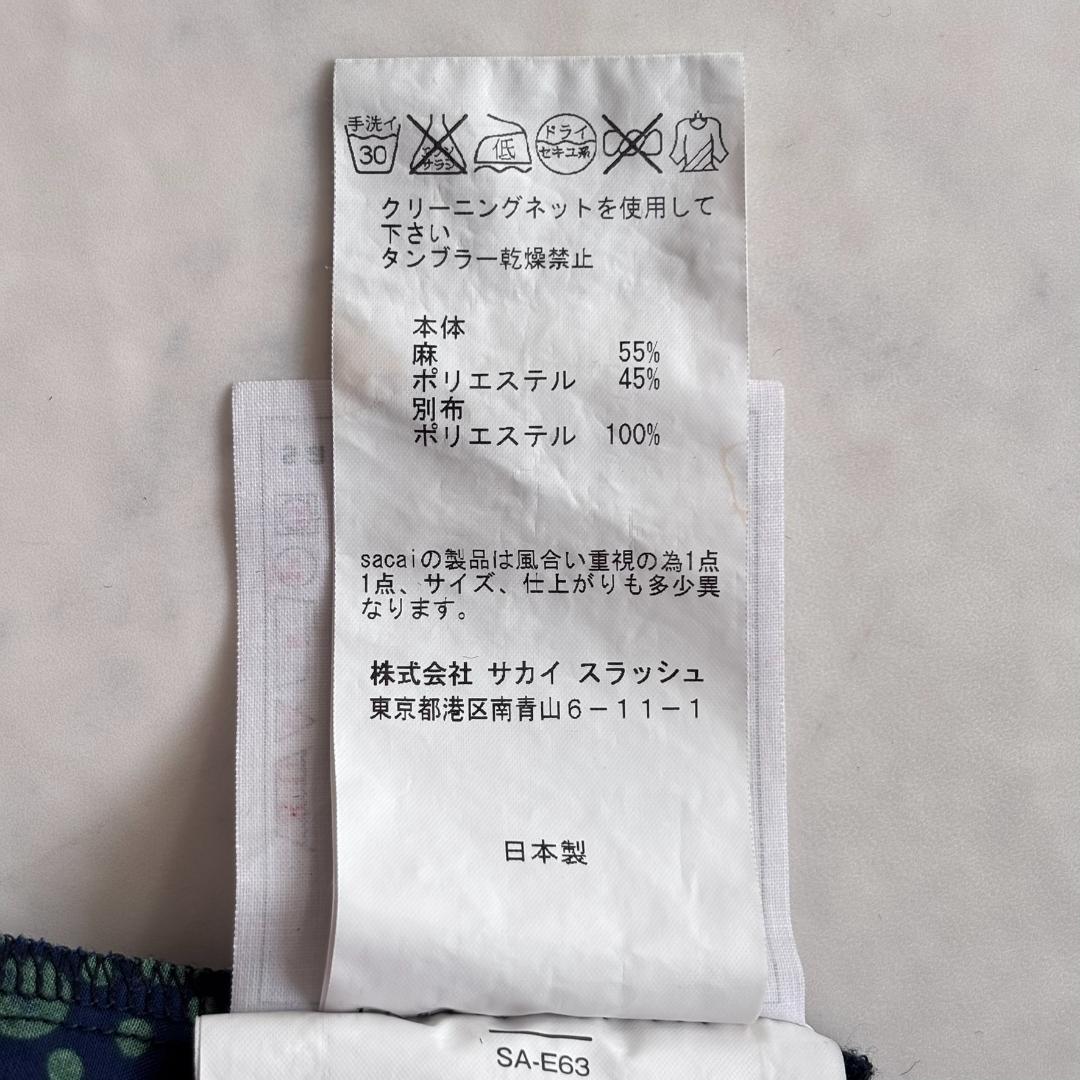 手洗イ
30
エンソ
サラシ
低
ドライ
セキユ系
クリーニングネットを使用して
下さい
タンブラー乾燥禁止
本体
麻 55%
ポリエステル 45%
別布
ポリエステル 100%
sacaiの製品は風合い重視の為1点
1点、サイズ、仕上がりも多少異
なります。
株式会社 サカイ スラッシュ
東京都港区南青山6-11-1
日本製
SA-E63